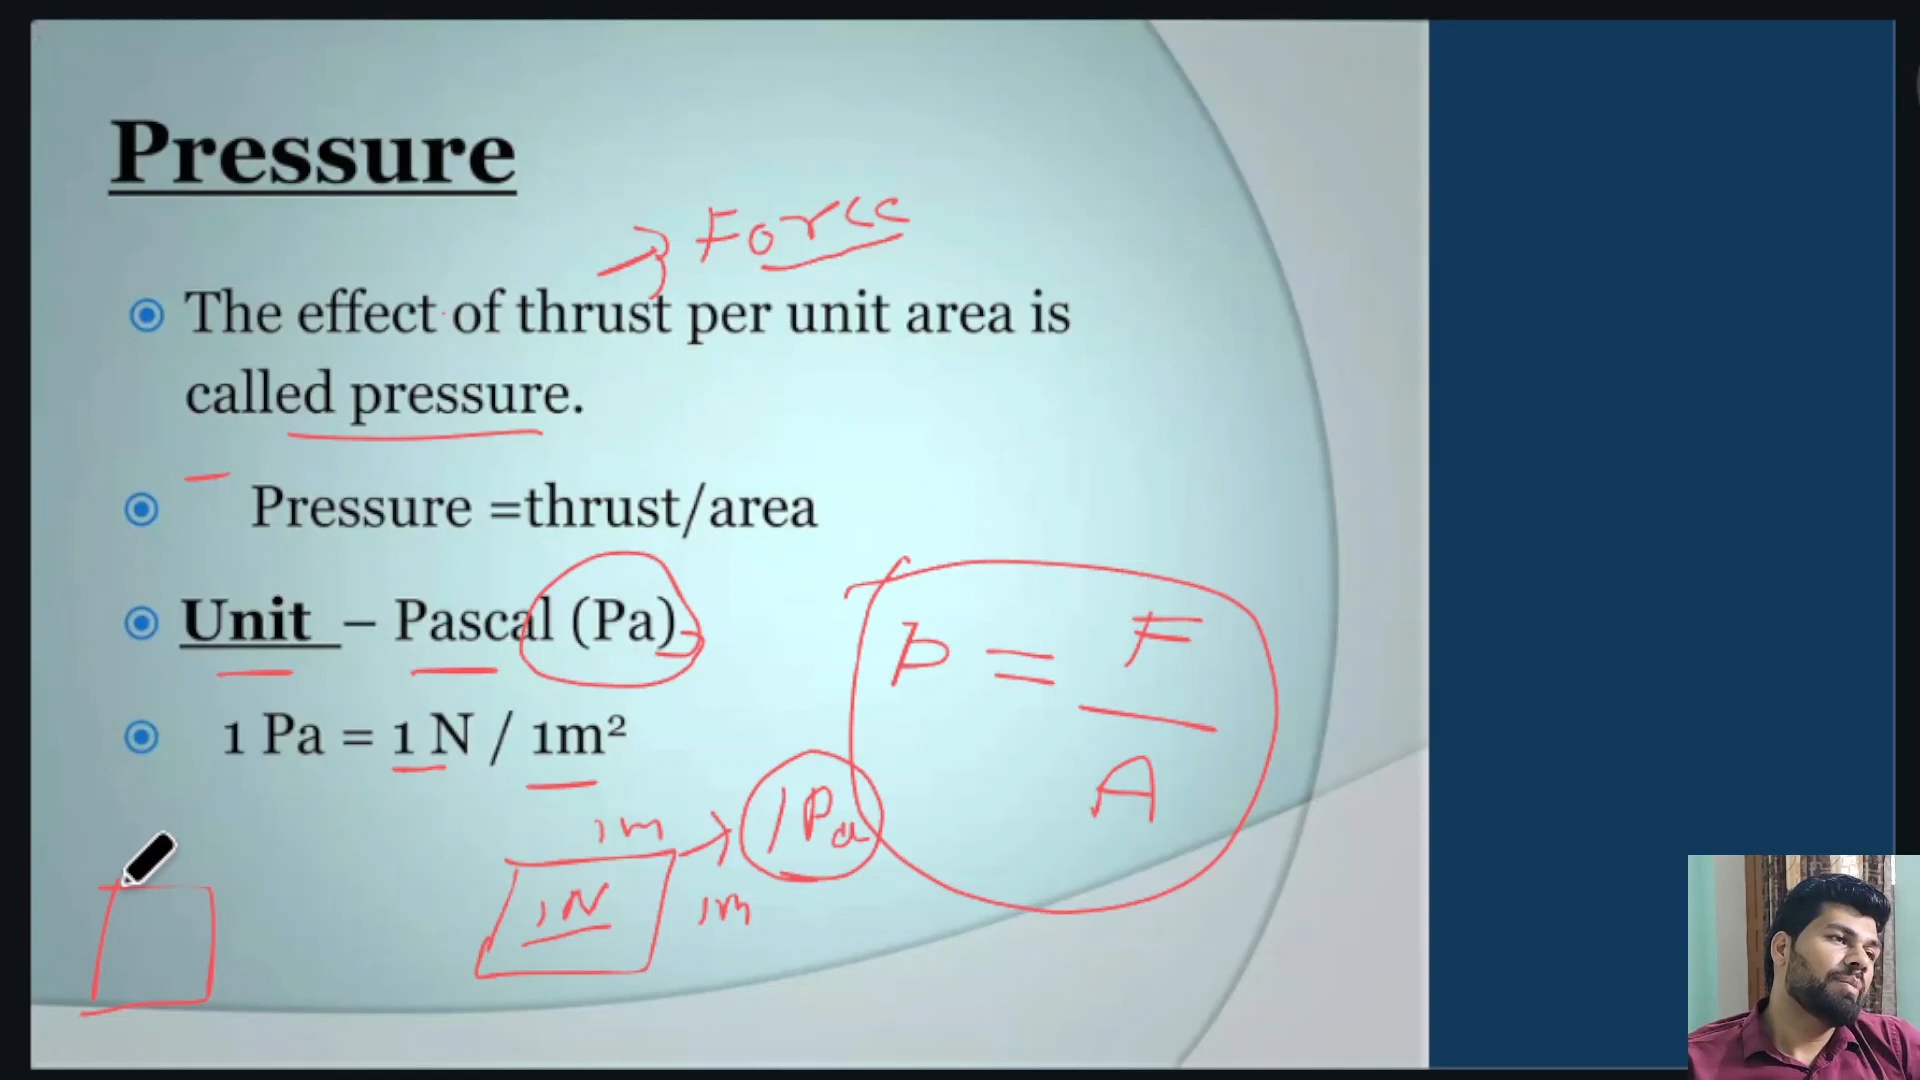 Pressure
Force
The effect of thrust per unit area is
called pressure.
Pressure =thrust/area
Unit – Pascal (Pa)
1 Pa = 1 N / 1m²
P = F
A
1m
1Pa
1N
1m